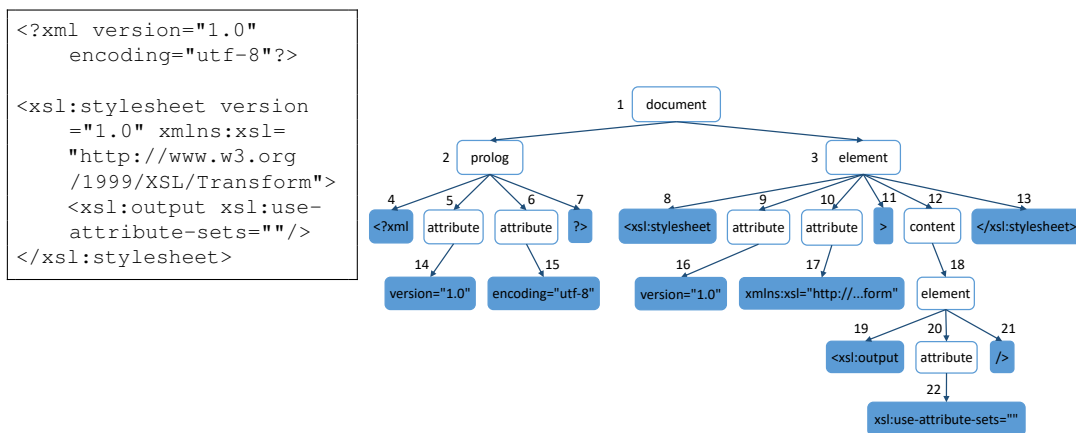 <?xml version="1.0"
encoding="utf-8"?>
<xsl:stylesheet version
="1.0" xmlns:xsl=
"http://www.w3.org
/1999/XSL/Transform">
<xsl:output xsl:use-
attribute-sets=""/>
</xsl:stylesheet>
1 document
2 prolog 3 element
4 5 6 7 8 9 10 11 12 13
<?xml attribute attribute ?> <xsl:stylesheet attribute attribute > content </xsl:stylesheet>
14 15 16 17 18
version="1.0" encoding="utf-8" version="1.0" xmlns:xsl="http://...form" element
19 20 21
<xsl:output attribute />
22
xsl:use-attribute-sets=""